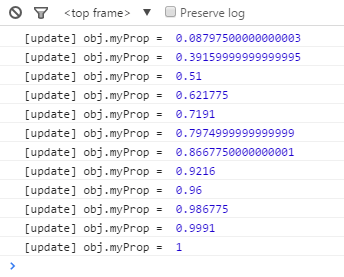 <top frame> Preserve log
[update] obj.myProp = 0.08797500000000003
[update] obj.myProp = 0.39159999999999995
[update] obj.myProp = 0.51
[update] obj.myProp = 0.621775
[update] obj.myProp = 0.7191
[update] obj.myProp = 0.7974999999999999
[update] obj.myProp = 0.8667750000000001
[update] obj.myProp = 0.9216
[update] obj.myProp = 0.96
[update] obj.myProp = 0.986775
[update] obj.myProp = 0.9991
[update] obj.myProp = 1